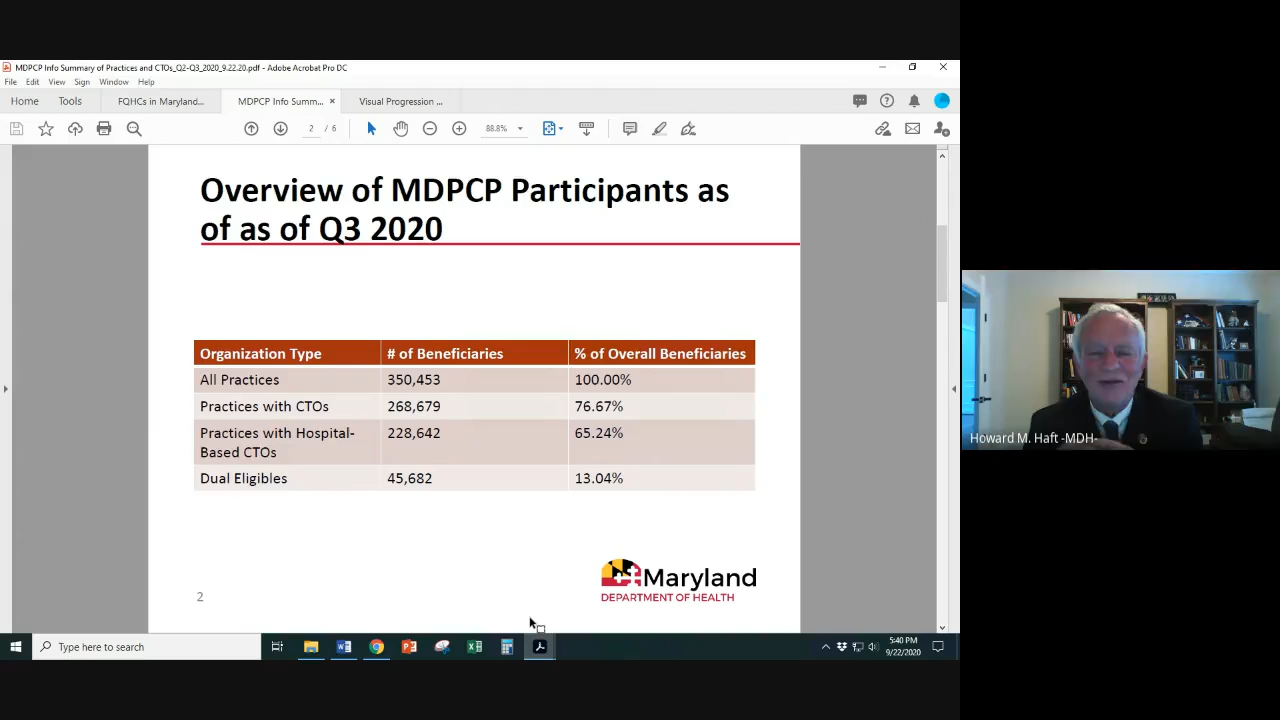 MDPCP Info Summary of Practices and CTOs_Q2-Q3_2020_9.22.20.pdf - Adobe Acrobat Pro DC
File Edit View Sign Window Help
Home Tools FQHCs in Maryland... MDPCP Info Summ... × Visual Progression ...
2 / 6 88.8%
Overview of MDPCP Participants as
of as of Q3 2020
Organization Type # of Beneficiaries % of Overall Beneficiaries
All Practices 350,453 100.00%
Practices with CTOs 268,679 76.67%
Practices with Hospital- 228,642 65.24%
Based CTOs
Dual Eligibles 45,682 13.04%
Maryland
DEPARTMENT OF HEALTH
2
Howard M. Haft -MDH-
Type here to search
5:40 PM
9/22/2020